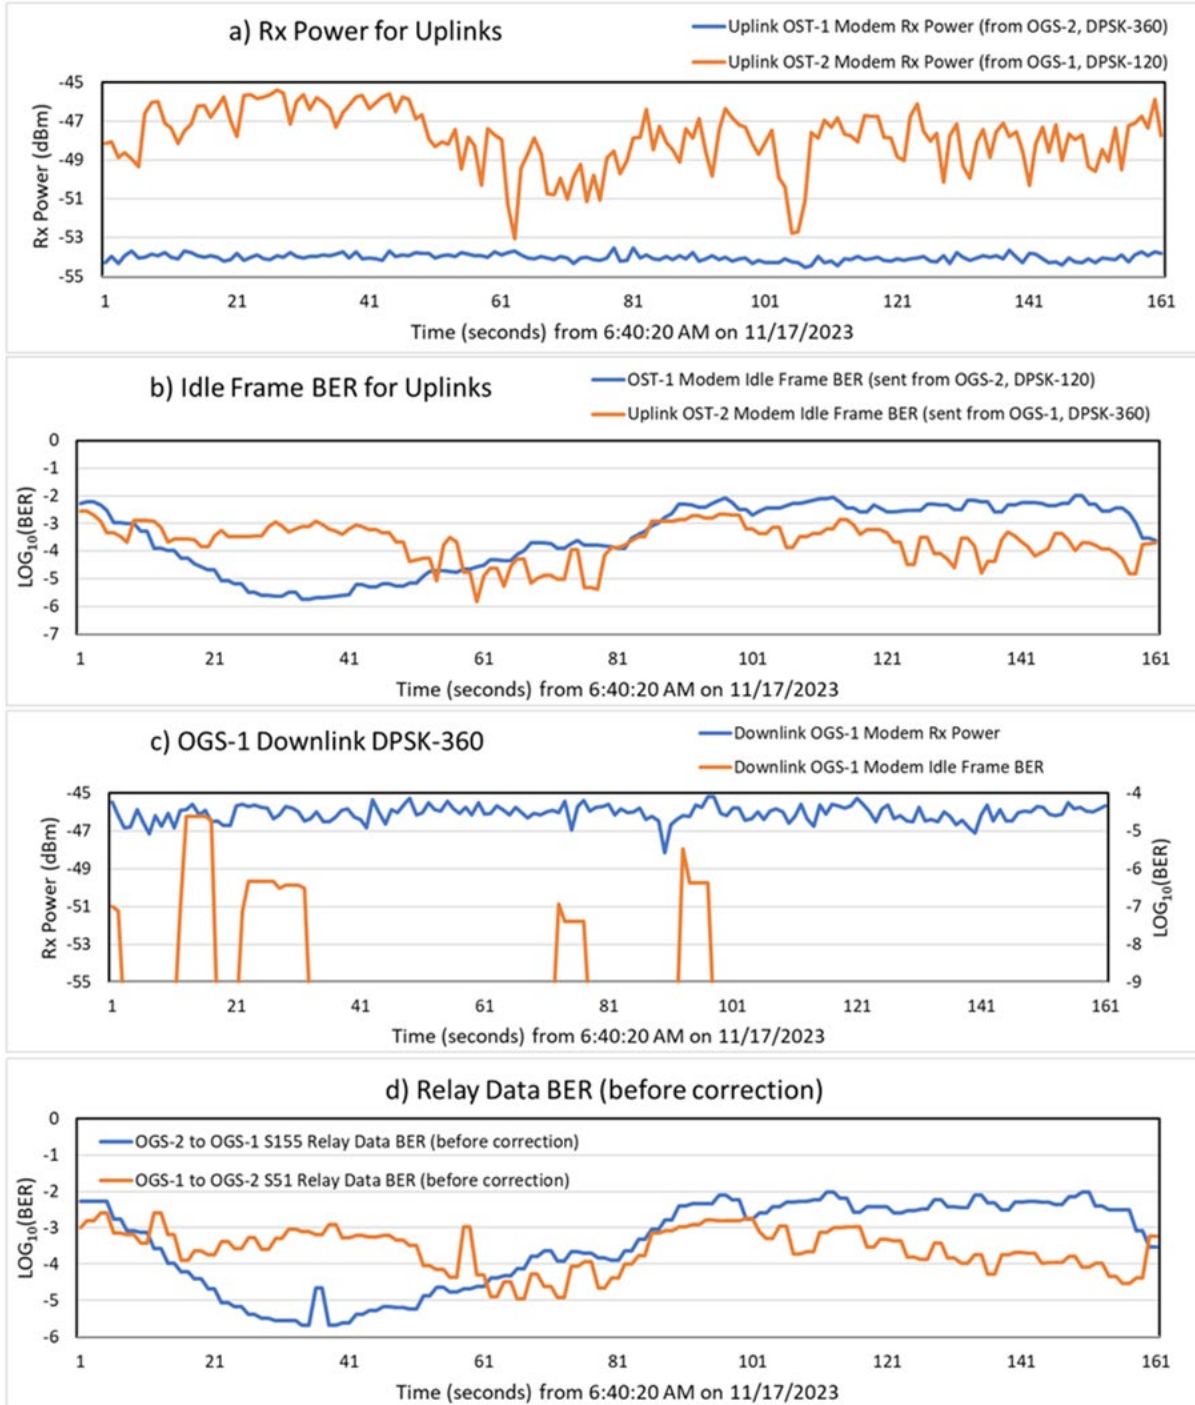 a) Rx Power for Uplinks
Uplink OST-1 Modem Rx Power (from OGS-2, DPSK-360)
Uplink OST-2 Modem Rx Power (from OGS-1, DPSK-120)
Rx Power (dBm)
-45
-47
-49
-51
-53
-55
1 21 41 61 81 101 121 141 161
Time (seconds) from 6:40:20 AM on 11/17/2023
b) Idle Frame BER for Uplinks
OST-1 Modem Idle Frame BER (sent from OGS-2, DPSK-120)
Uplink OST-2 Modem Idle Frame BER (sent from OGS-1, DPSK-360)
LOG10(BER)
0
-1
-2
-3
-4
-5
-6
-7
1 21 41 61 81 101 121 141 161
Time (seconds) from 6:40:20 AM on 11/17/2023
c) OGS-1 Downlink DPSK-360
Downlink OGS-1 Modem Rx Power
Downlink OGS-1 Modem Idle Frame BER
Rx Power (dBm)
-45
-47
-49
-51
-53
-55
-4
-5
-6
-7
-8
-9
LOG10(BER)
1 21 41 61 81 101 121 141 161
Time (seconds) from 6:40:20 AM on 11/17/2023
d) Relay Data BER (before correction)
OGS-2 to OGS-1 S155 Relay Data BER (before correction)
OGS-1 to OGS-2 S51 Relay Data BER (before correction)
LOG10(BER)
0
-1
-2
-3
-4
-5
-6
1 21 41 61 81 101 121 141 161
Time (seconds) from 6:40:20 AM on 11/17/2023